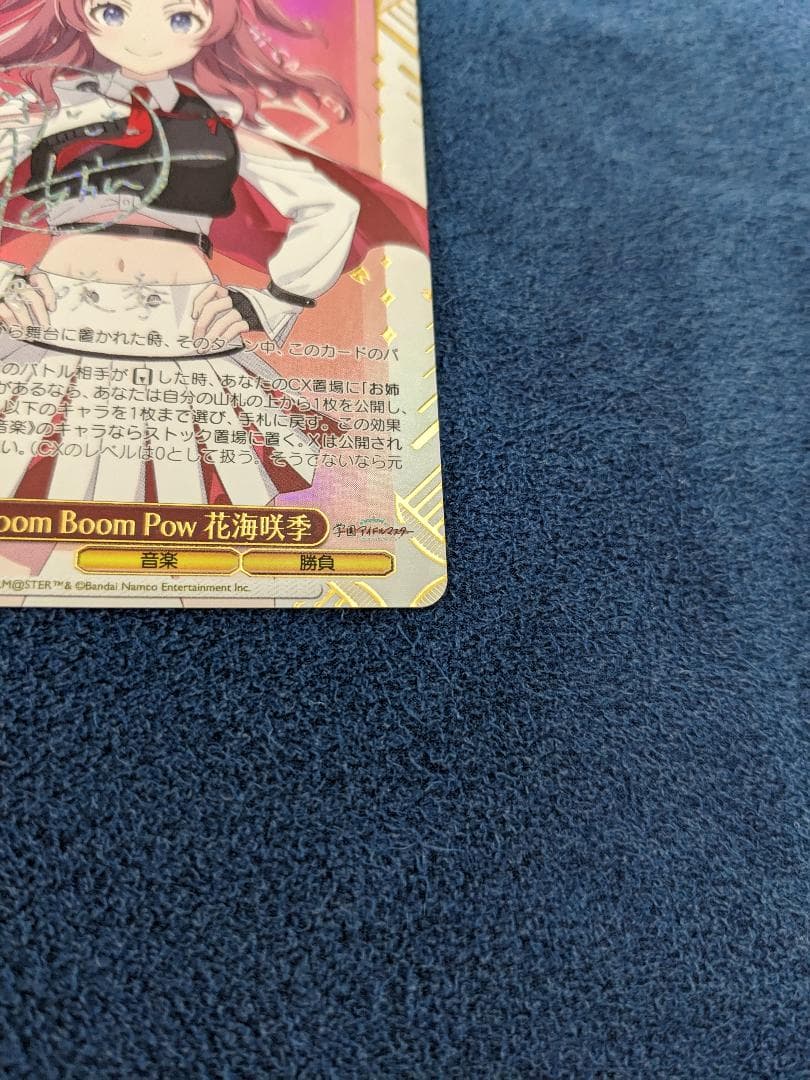 咲季
ら舞台に置かれた時、そのターン中、このカードのパ
のバトル相手が した時、あなたのCX置場に「お姉
があるなら、あなたは自分の山札の上から1枚を公開し、
以下のキャラを1枚まで選び、手札に戻す。この効果
音楽》のキャラならストック置場に置く。Xは公開され
い。（CXのレベルは0として扱う。そうでないなら元
oom Boom Pow 花海咲季
学園アイドルマスター
音楽 勝負
.M@STER™& ©Bandai Namco Entertainment Inc.